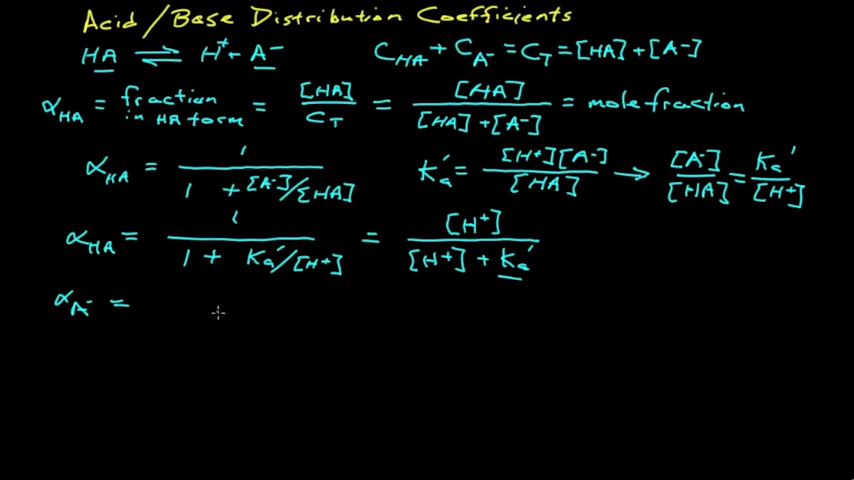 Acid / Base Distribution Coefficients
HA ⇌ H⁺ + A⁻    C_HA + C_A⁻ = C_T = [HA] + [A⁻]
α_HA = fraction in HA form = [HA] / C_T = [HA] / [HA] + [A⁻] = mole fraction
α_HA = 1 / 1 + [A⁻]/[HA]    Ka' = [H⁺][A⁻] / [HA] → [A⁻] / [HA] = Ka' / [H⁺]
α_HA = 1 / 1 + Ka'/[H⁺] = [H⁺] / [H⁺] + Ka'
α_A⁻ =